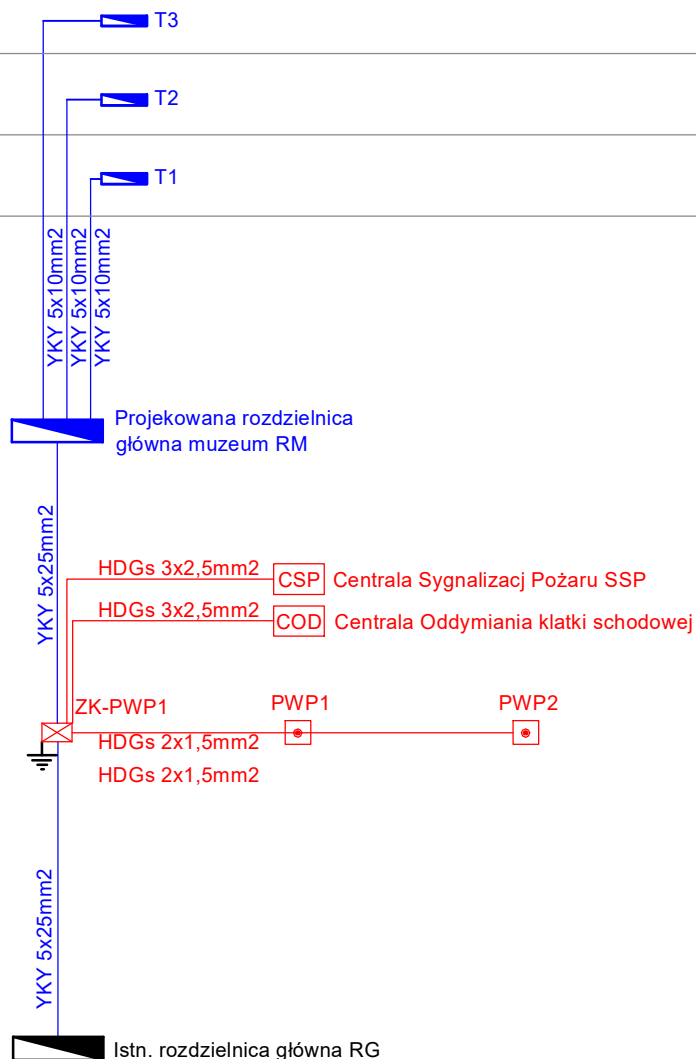 T3
T2
T1
YKY 5x10mm2
YKY 5x10mm2
YKY 5x10mm2
Projekowana rozdzielnica
główna muzeum RM
YKY 5x25mm2
HDGs 3x2,5mm2
CSP
Centrala Sygnalizacj Pożaru SSP
HDGs 3x2,5mm2
COD
Centrala Oddymiania klatki schodowej
ZK-PWP1
PWP1
PWP2
HDGs 2x1,5mm2
HDGs 2x1,5mm2
YKY 5x25mm2
Istn. rozdzielnica główna RG